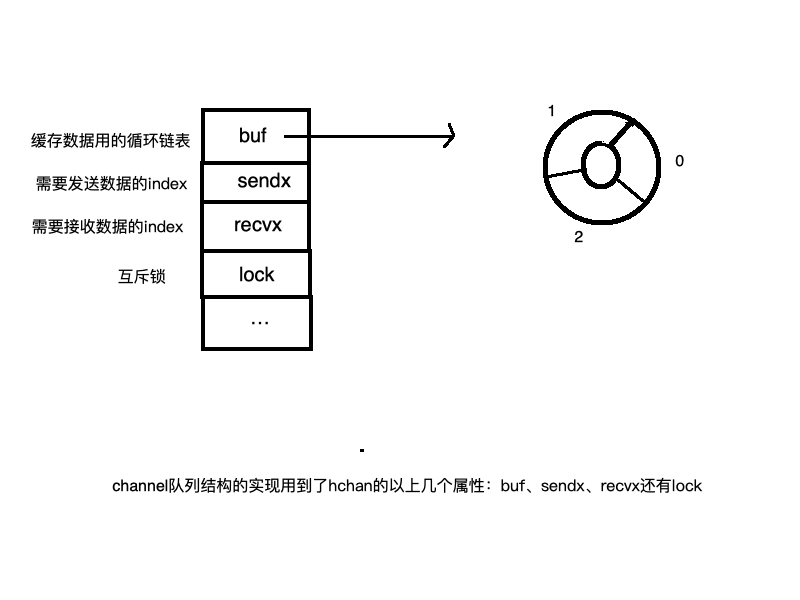 1
缓存数据用的循环链表
buf
0
需要发送数据的index
sendx
需要接收数据的index
recvx
2
互斥锁
lock
...
channel队列结构的实现用到了hchan的以上几个属性：buf、sendx、recvx还有lock